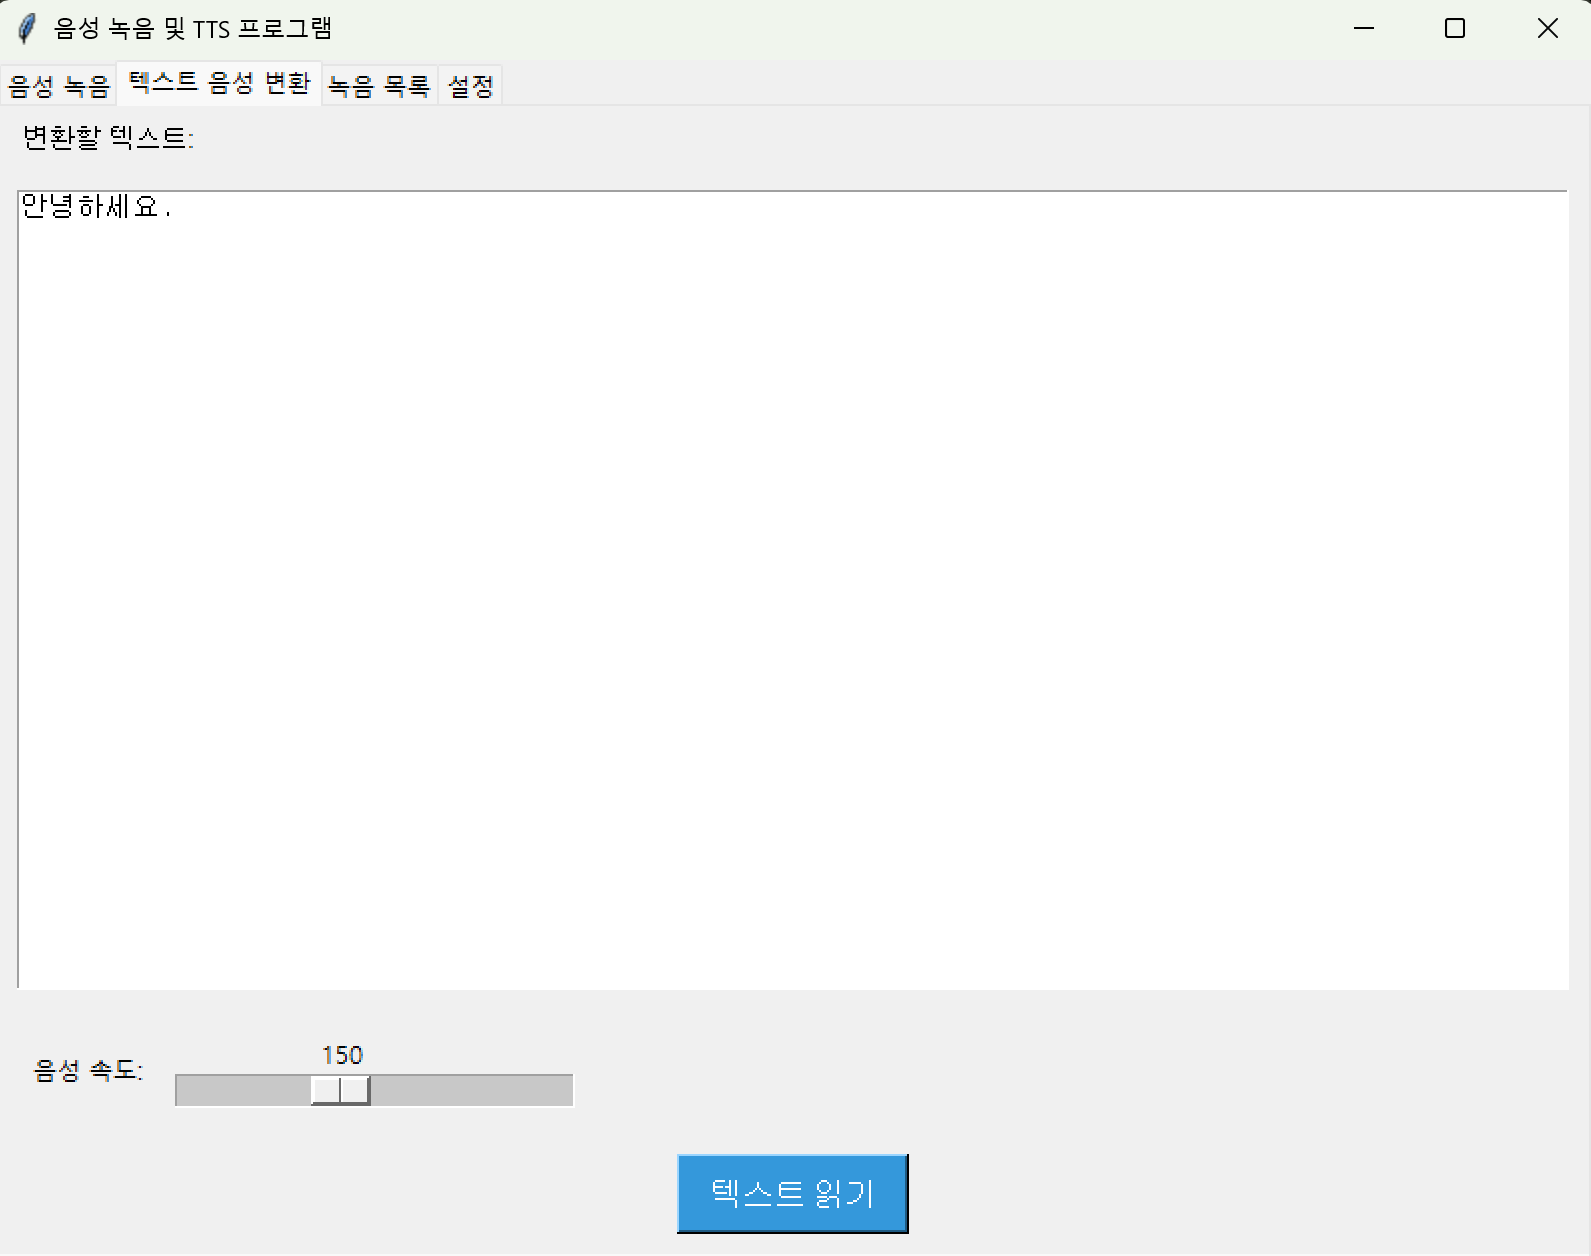 음성 녹음 및 TTS 프로그램
음성 녹음 텍스트 음성 변환 녹음 목록 설정
변환할 텍스트:
안녕하세요.
150
음성 속도:
텍스트 읽기